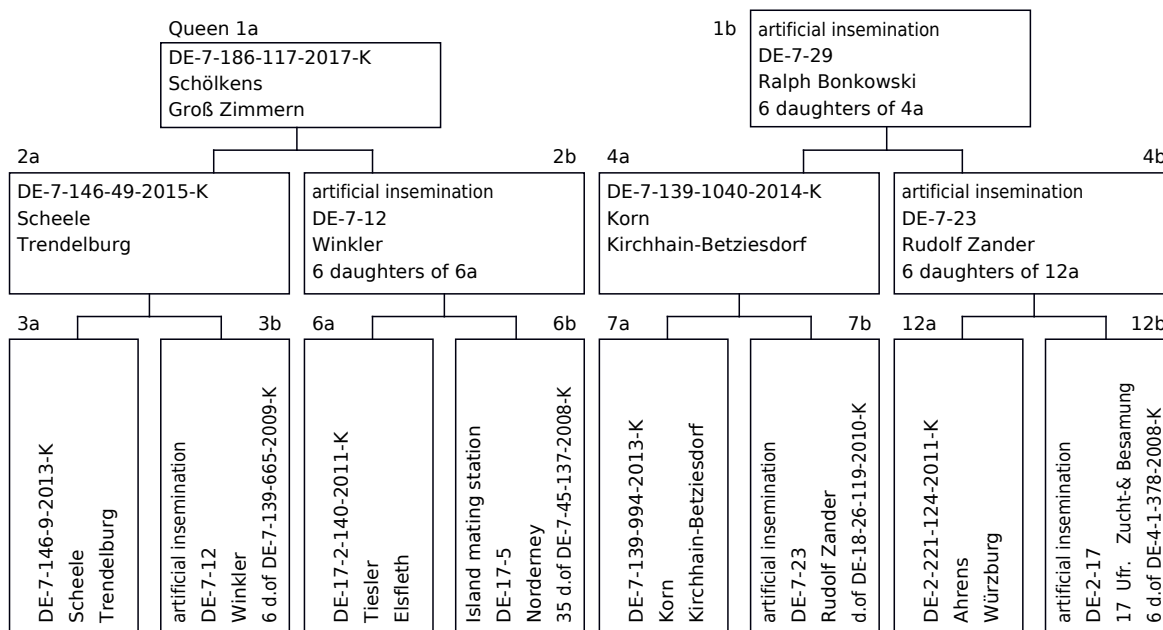 Queen 1a
DE-7-186-117-2017-K
Schölkens
Groß Zimmern
1b
artificial insemination
DE-7-29
Ralph Bonkowski
6 daughters of 4a
2a
DE-7-146-49-2015-K
Scheele
Trendelburg
2b
artificial insemination
DE-7-12
Winkler
6 daughters of 6a
4a
DE-7-139-1040-2014-K
Korn
Kirchhain-Betziesdorf
4b
artificial insemination
DE-7-23
Rudolf Zander
6 daughters of 12a
3a
DE-7-146-9-2013-K
Scheele
Trendelburg
3b
artificial insemination
DE-7-12
Winkler
6 d.of DE-7-139-665-2009-K
6a
DE-17-2-140-2011-K
Tiesler
Elsfleth
6b
Island mating station
DE-17-5
Norderney
35 d.of DE-7-45-137-2008-K
7a
DE-7-139-994-2013-K
Korn
Kirchhain-Betziesdorf
7b
artificial insemination
DE-7-23
Rudolf Zander
d.of DE-18-26-119-2010-K
12a
DE-2-221-124-2011-K
Ahrens
Würzburg
12b
artificial insemination
DE-2-17
17 Ufr. Zucht-& Besamung
6 d.of DE-4-1-378-2008-K